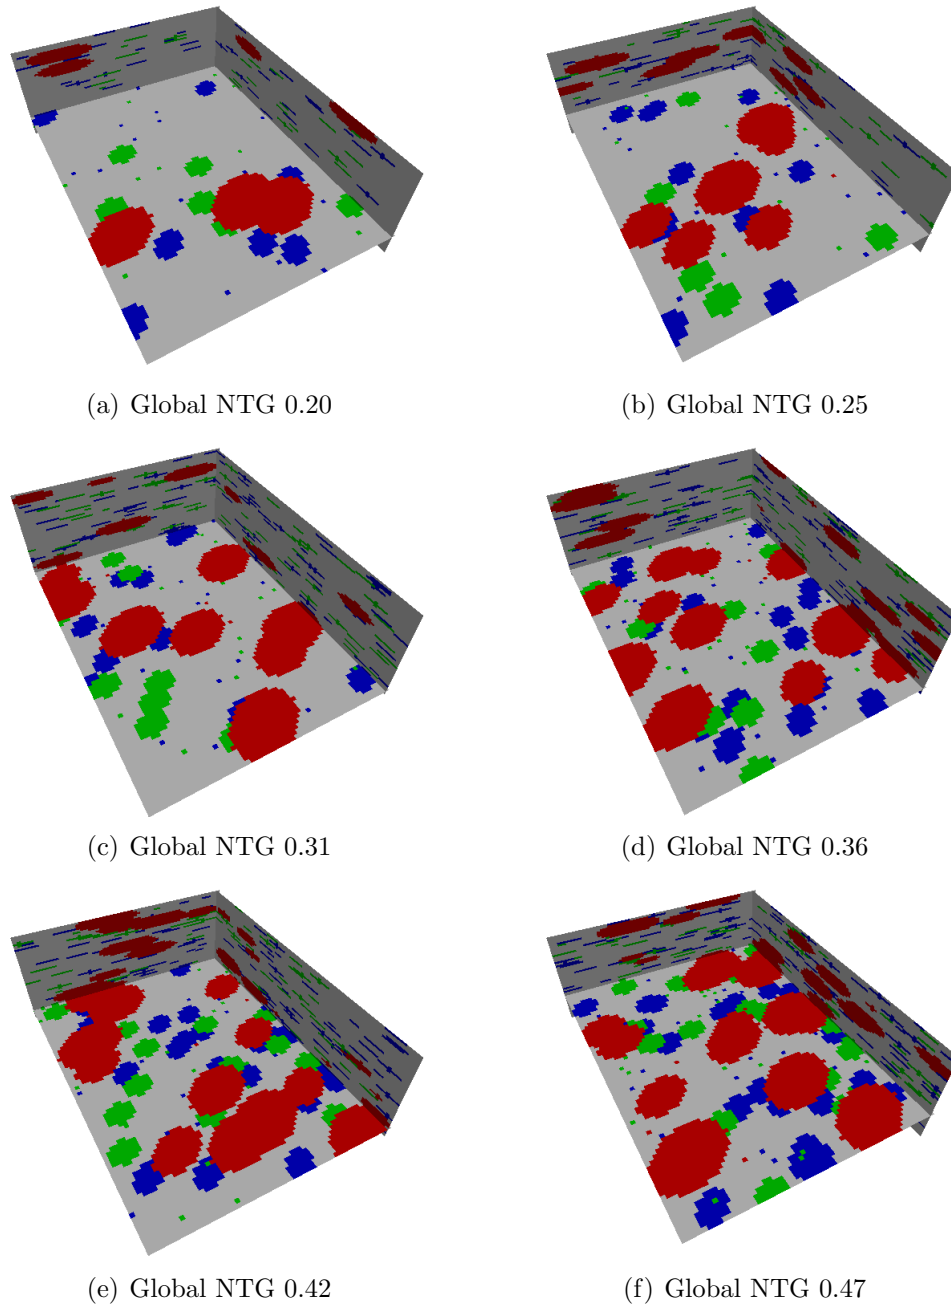 (a) Global NTG 0.20
(b) Global NTG 0.25
(c) Global NTG 0.31
(d) Global NTG 0.36
(e) Global NTG 0.42
(f) Global NTG 0.47